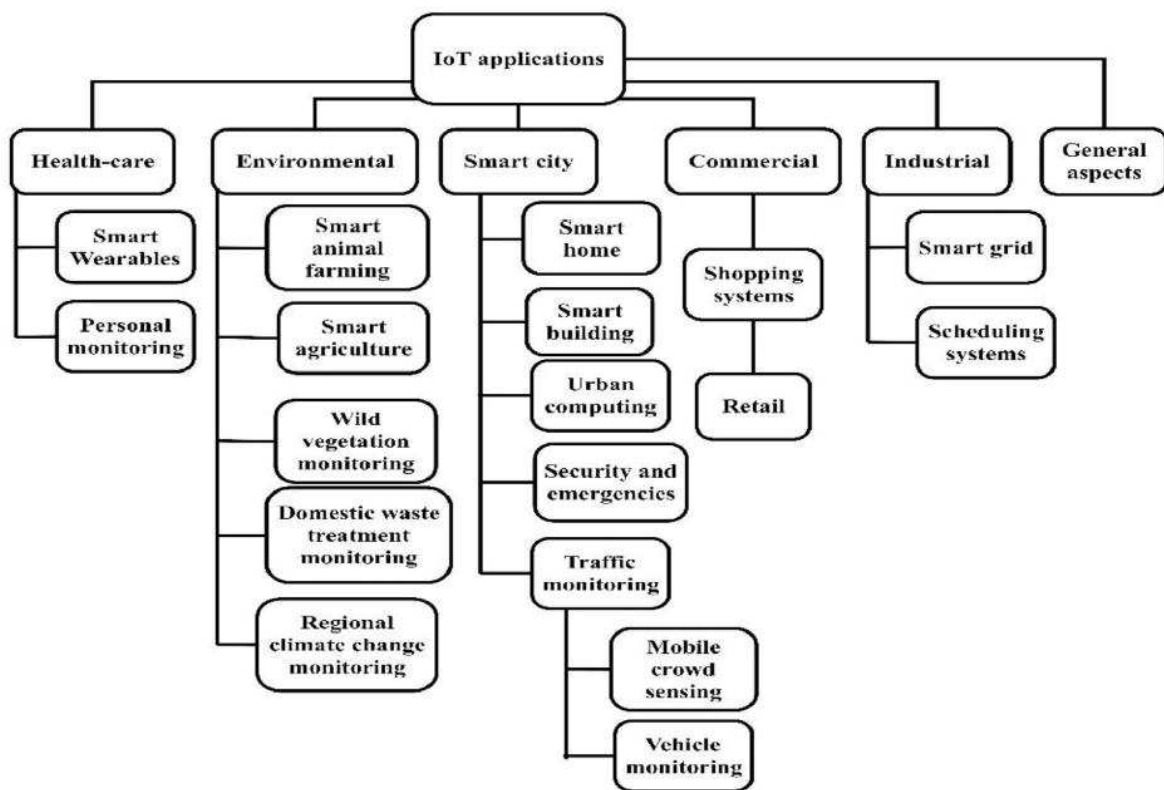 IoT applications
Health-care
Environmental
Smart city
Commercial
Industrial
General
aspects
Smart
Wearables
Personal
monitoring
Smart
animal
farming
Smart
agriculture
Wild
vegetation
monitoring
Domestic waste
treatment
monitoring
Regional
climate change
monitoring
Smart
home
Smart
building
Urban
computing
Security and
emergencies
Traffic
monitoring
Mobile
crowd
sensing
Vehicle
monitoring
Shopping
systems
Retail
Smart grid
Scheduling
systems